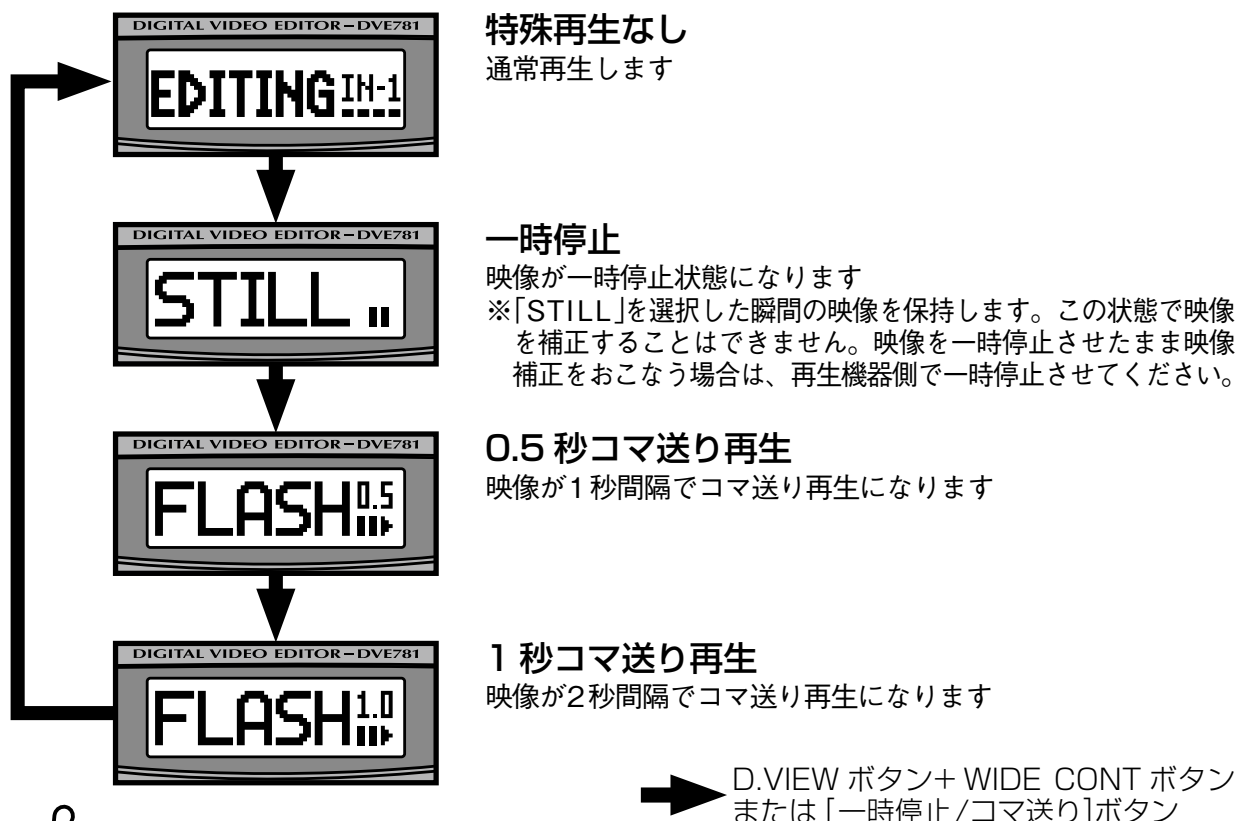 DIGITAL VIDEO EDITOR-DVE781
EDITING IN-1
特殊再生なし
通常再生します
DIGITAL VIDEO EDITOR-DVE781
STILL
一時停止
映像が一時停止状態になります
※「STILL」を選択した瞬間の映像を保持します。この状態で映像
を補正することはできません。映像を一時停止させたまま映像
補正をおこなう場合は、再生機器側で一時停止させてください。
DIGITAL VIDEO EDITOR-DVE781
FLASH 0.5
0.5 秒コマ送り再生
映像が1秒間隔でコマ送り再生になります
DIGITAL VIDEO EDITOR-DVE781
FLASH 1.0
1 秒コマ送り再生
映像が2秒間隔でコマ送り再生になります
D.VIEW ボタン+ WIDE CONT ボタン
または [一時停止/コマ送り]ボタン